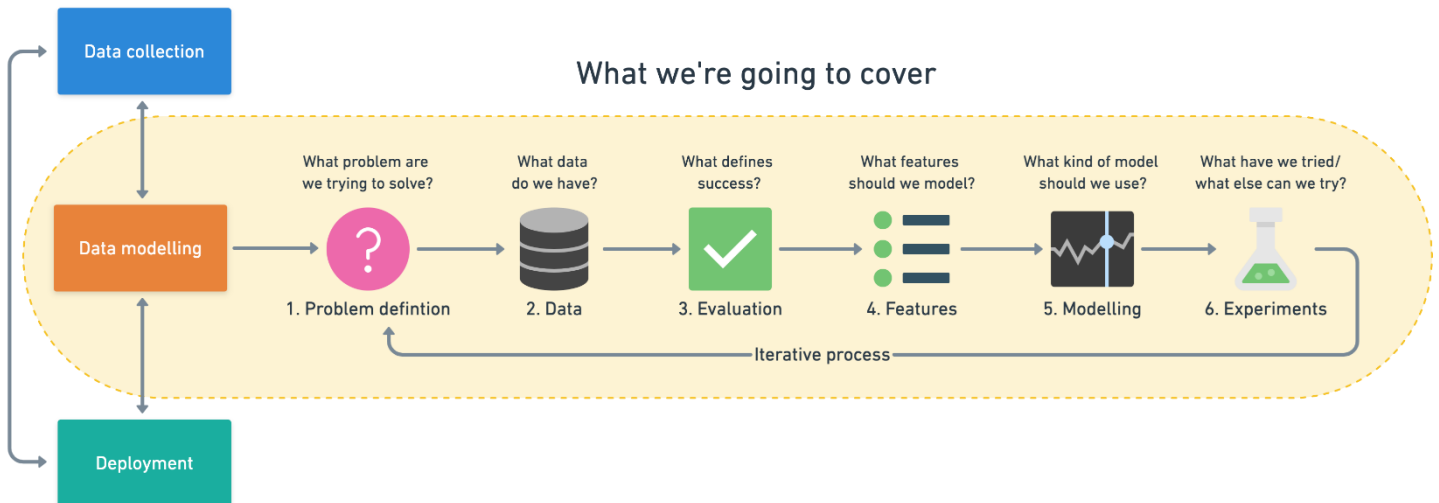 Data collection
What we're going to cover
What problem are
we trying to solve?
What data
do we have?
What defines
success?
What features
should we model?
What kind of model
should we use?
What have we tried/
what else can we try?
Data modelling
1. Problem defintion
2. Data
3. Evaluation
4. Features
5. Modelling
6. Experiments
Iterative process
Deployment